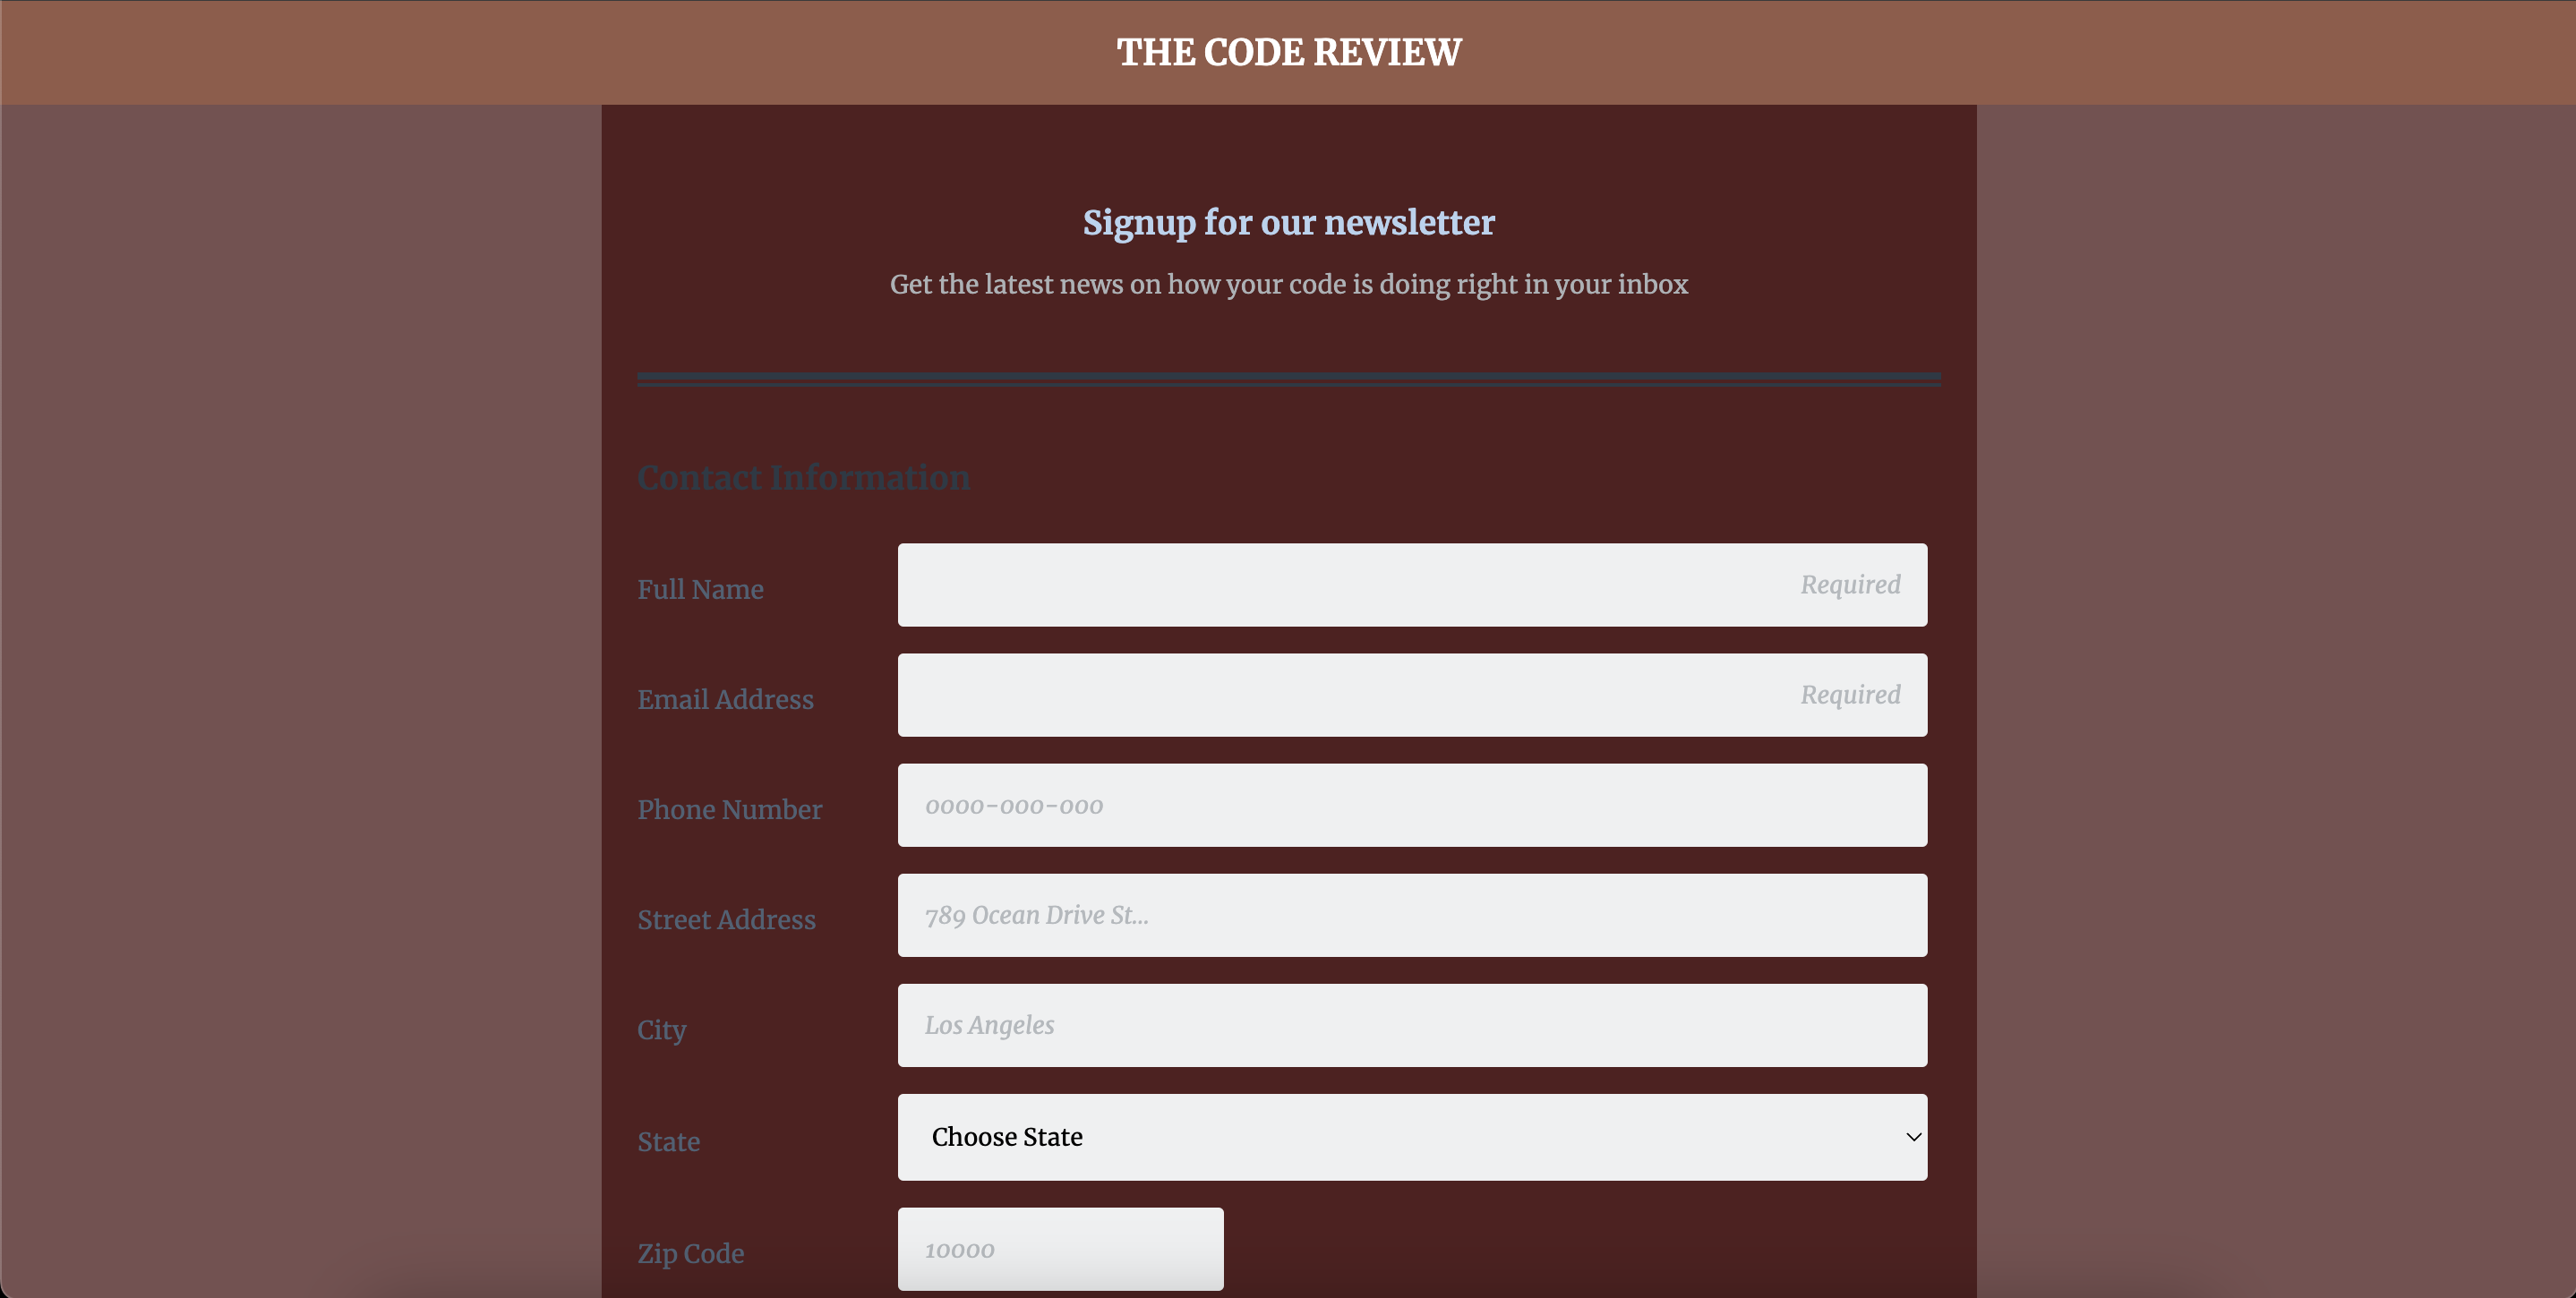 THE CODE REVIEW
Signup for our newsletter
Get the latest news on how your code is doing right in your inbox
Contact Information
Full Name
Required
Email Address
Required
Phone Number
0000-000-000
Street Address
789 Ocean Drive St...
City
Los Angeles
State
Choose State
Zip Code
10000